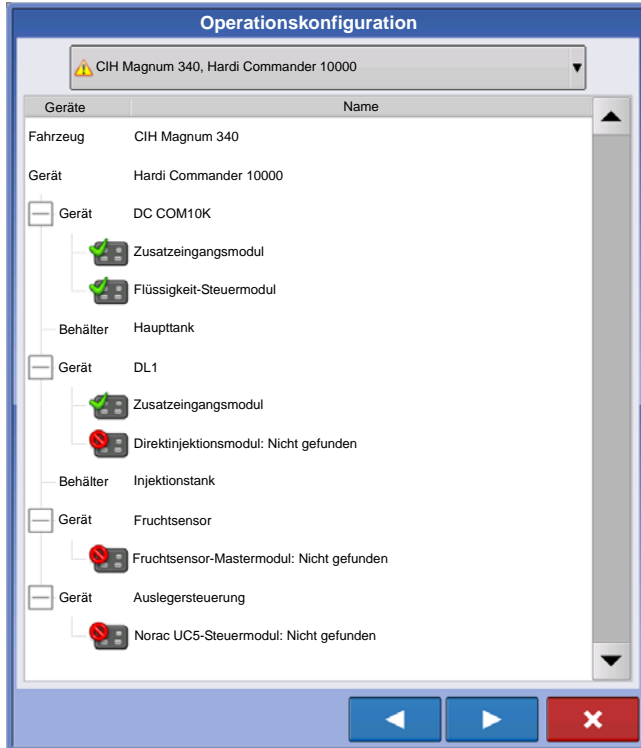 Operationskonfiguration
CIH Magnum 340, Hardi Commander 10000
Geräte Name
Fahrzeug CIH Magnum 340
Gerät Hardi Commander 10000
Gerät DC COM10K
Zusatzeingangsmodul
Flüssigkeit-Steuermodul
Behälter Haupttank
Gerät DL1
Zusatzeingangsmodul
Direktinjektionsmodul: Nicht gefunden
Behälter Injektionstank
Gerät Fruchtsensor
Fruchtsensor-Mastermodul: Nicht gefunden
Gerät Auslegersteuerung
Norac UC5-Steuermodul: Nicht gefunden